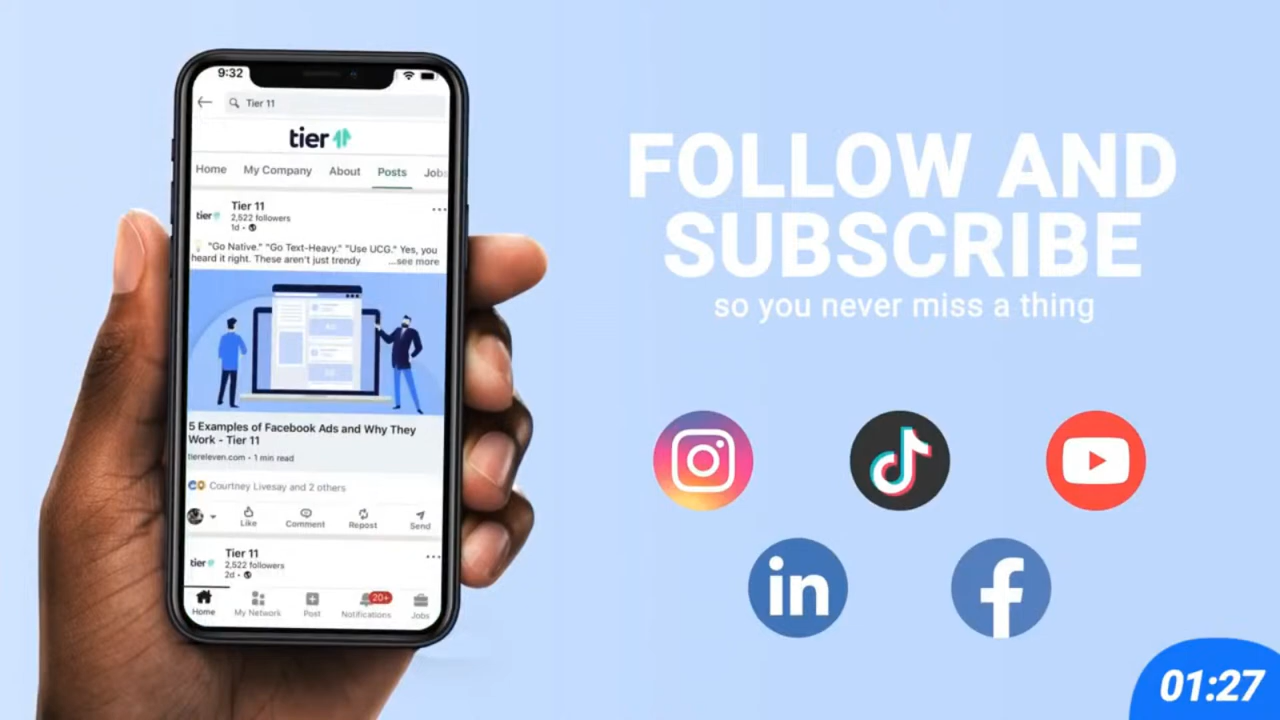 9:32
Tier 11
tier
Home My Company About Posts Jobs
tier
Tier 11
2,522 followers
1d •
"Go Native." "Go Text-Heavy." "Use UCG." Yes, you
heard it right. These aren't just trendy ...see more
5 Examples of Facebook Ads and Why They
Work - Tier 11
tiereleven.com • 1 min read
Courtney Livesay and 2 others
Like Comment Repost Send
tier
Tier 11
2,522 followers
2d •
20+
Home My Network Post Notifications Jobs
FOLLOW AND
SUBSCRIBE
so you never miss a thing
in
f
01:27